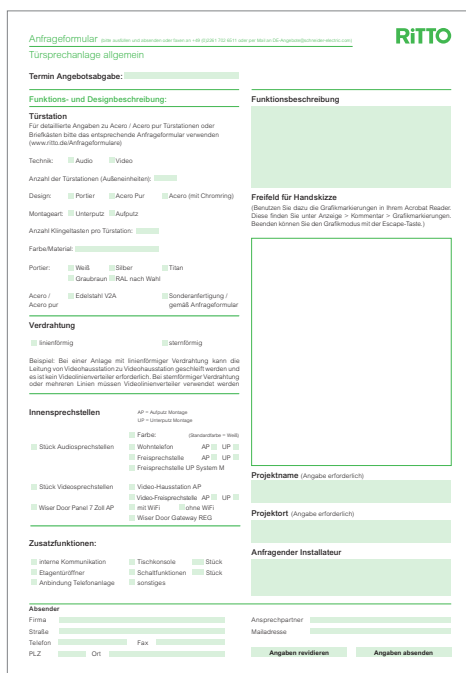 Anfrageformular (bitte ausfüllen und absenden oder faxen an +49 (0)2351 702 6611 oder per Mail an DE-Angebote@schneider-electric.com)
RiTTO
Türsprechanlage allgemein
Termin Angebotsabgabe:
Funktions- und Designbeschreibung:
Türstation
Für detaillierte Angaben zu Acero / Acero pur Türstationen oder
Briefkästen bitte das entsprechende Anfrageformular verwenden
(www.ritto.de/Anfrageformulare)
Technik: Audio Video
Anzahl der Türstationen (Außeneinheiten):
Design: Portier Acero Pur Acero (mit Chromring)
Montageart: Unterputz Aufputz
Anzahl Klingeltasten pro Türstation:
Farbe/Material:
Portier: Weiß Silber Titan
Graubraun RAL nach Wahl
Acero / Edelstahl V2A Sonderanfertigung /
Acero pur gemäß Anfrageformular
Verdrahtung
linienförmig sternförmig
Beispiel: Bei einer Anlage mit linienförmiger Verdrahtung kann die
Leitung von Videohausstation zu Videohausstation geschleift werden und
es ist kein Videolinienverteiler erforderlich. Bei sternförmiger Verdrahtung
oder mehreren Linien müssen Videolinienverteiler verwendet werden
Innensprechstellen AP = Aufputz Montage
UP = Unterputz Montage
Farbe: (Standardfarbe = Weiß)
Stück Audiosprechstellen Wohntelefon AP UP
Freisprechstelle AP UP
Freisprechstelle UP System M
Stück Videosprechstellen Video-Hausstation AP
Video-Freisprechstelle AP UP
Wiser Door Panel 7 Zoll AP mit WiFi ohne WiFi
Wiser Door Gateway REG
Zusatzfunktionen:
interne Kommunikation Tischkonsole Stück
Etagentüröffner Schaltfunktionen Stück
Anbindung Telefonanlage sonstiges
Funktionsbeschreibung
Freifeld für Handskizze
(Benutzen Sie dazu die Grafikmarkierungen in Ihrem Acrobat Reader.
Diese finden Sie unter Anzeige > Kommentar > Grafikmarkierungen.
Beenden können Sie den Grafikmodus mit der Escape-Taste.)
Projektname (Angabe erforderlich)
Projektort (Angabe erforderlich)
Anfragender Installateur
Absender
Firma
Straße
Telefon Fax
PLZ Ort
Ansprechpartner
Mailadresse
Angaben revidieren Angaben absenden